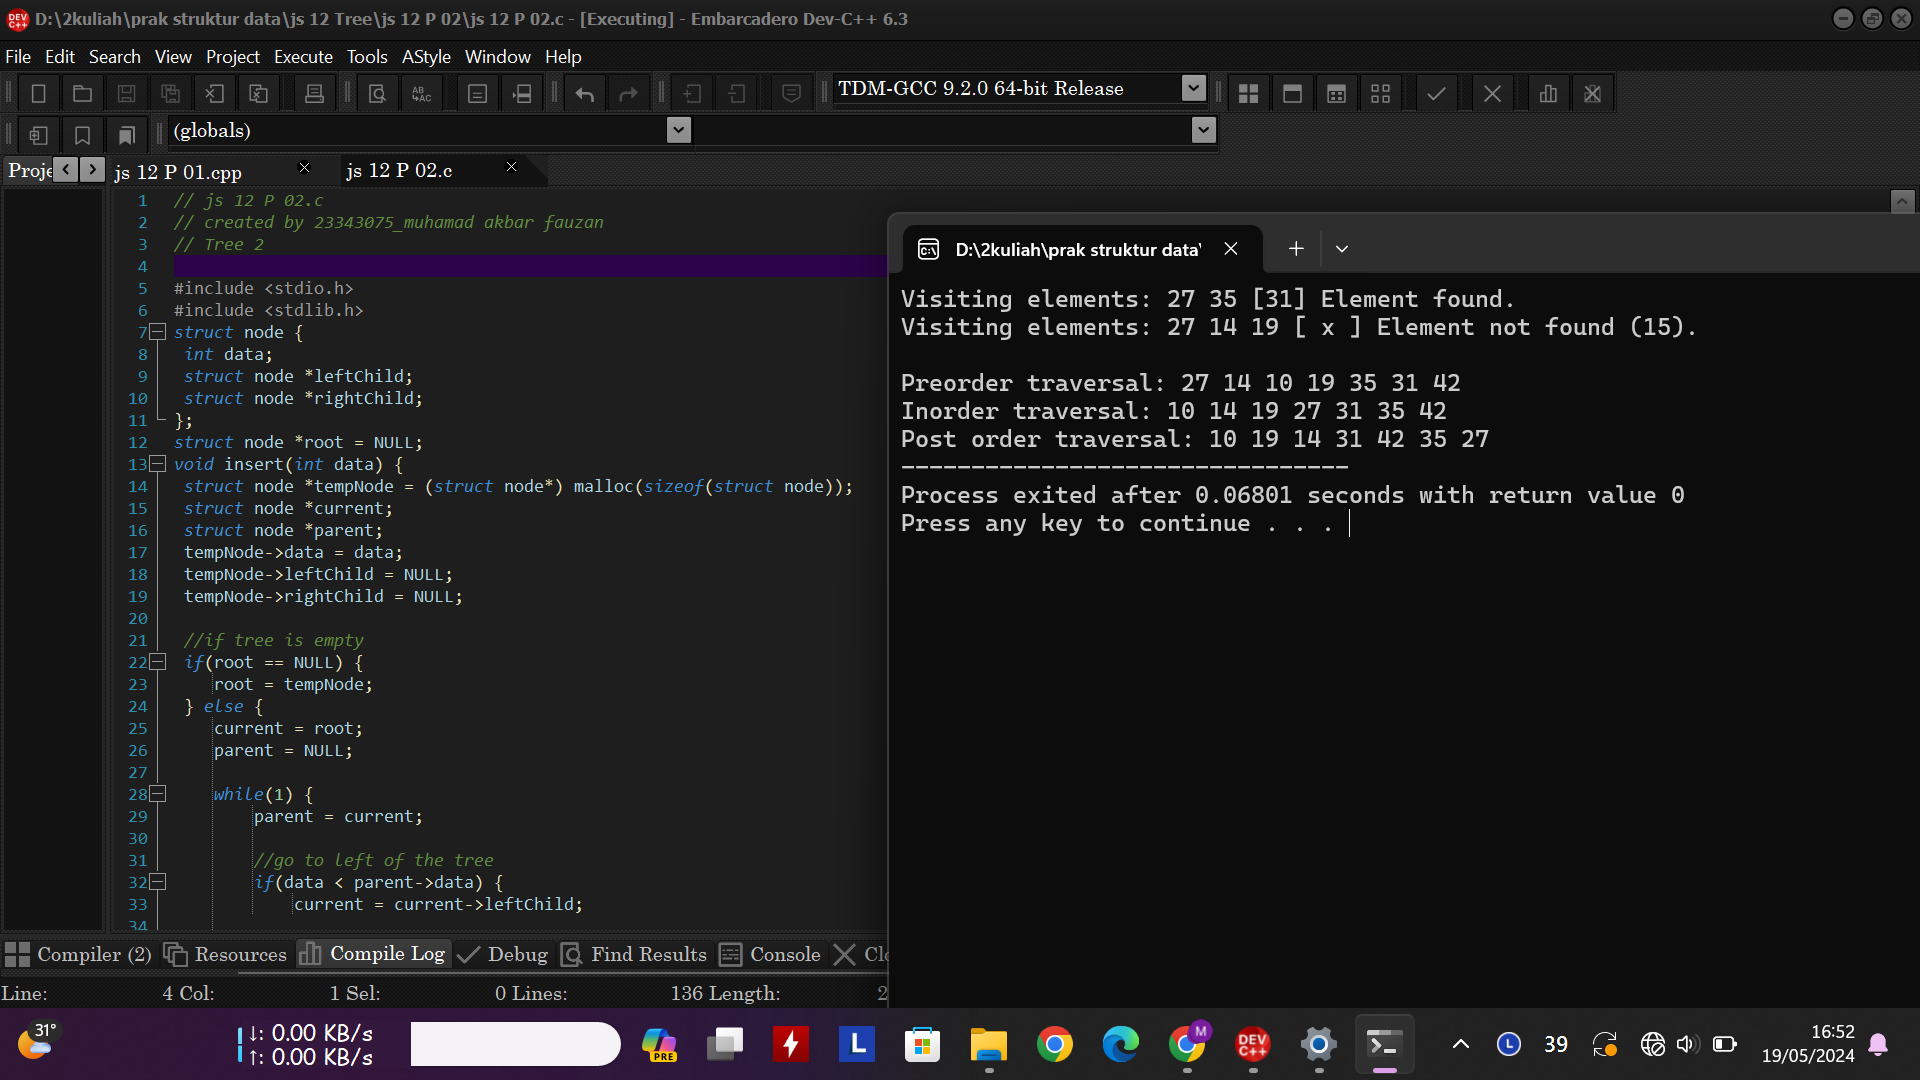 D:\2kuliah\prak struktur data\js 12 Tree\js 12 P 02\js 12 P 02.c - [Executing] - Embarcadero Dev-C++ 6.3
File Edit Search View Project Execute Tools AStyle Window Help
TDM-GCC 9.2.0 64-bit Release
(globals)
Proje js 12 P 01.cpp js 12 P 02.c
1 // js 12 P 02.c
2 // created by 23343075_muhamad akbar fauzan
3 // Tree 2
4
5 #include <stdio.h>
6 #include <stdlib.h>
7 struct node {
8 int data;
9 struct node *leftChild;
10 struct node *rightChild;
11 };
12 struct node *root = NULL;
13 void insert(int data) {
14 struct node *tempNode = (struct node*) malloc(sizeof(struct node));
15 struct node *current;
16 struct node *parent;
17 tempNode->data = data;
18 tempNode->leftChild = NULL;
19 tempNode->rightChild = NULL;
20
21 //if tree is empty
22 if(root == NULL) {
23 root = tempNode;
24 } else {
25 current = root;
26 parent = NULL;
27
28 while(1) {
29 parent = current;
30
31 //go to left of the tree
32 if(data < parent->data) {
33 current = current->leftChild;
34
D:\2kuliah\prak struktur data'
Visiting elements: 27 35 [31] Element found.
Visiting elements: 27 14 19 [ x ] Element not found (15).
Preorder traversal: 27 14 10 19 35 31 42
Inorder traversal: 10 14 19 27 31 35 42
Post order traversal: 10 19 14 31 42 35 27
--------------------------------
Process exited after 0.06801 seconds with return value 0
Press any key to continue . . .
Compiler (2) Resources Compile Log Debug Find Results Console Clo
Line: 4 Col: 1 Sel: 0 Lines: 136 Length: 2
31°
↓: 0.00 KB/s
↑: 0.00 KB/s
PRE
L
M
DEV C++
L
39
16:52
19/05/2024